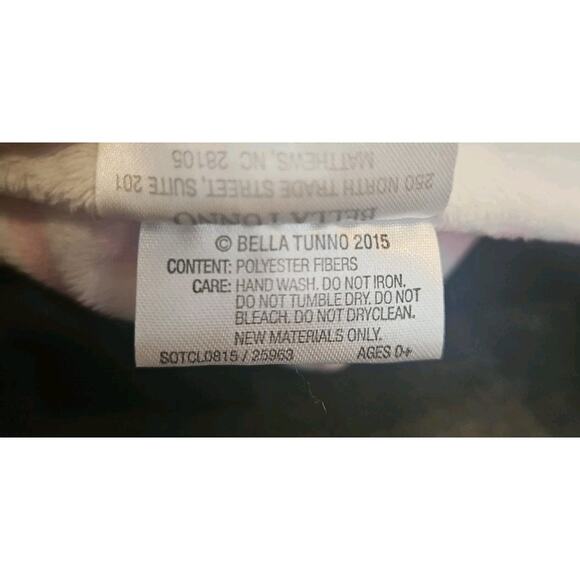 BELLA TUNNO
250 NORTH TRADE STREET, SUITE 201
MATTHEWS, NC 28105
© BELLA TUNNO 2015
CONTENT: POLYESTER FIBERS
CARE: HAND WASH. DO NOT IRON.
DO NOT TUMBLE DRY. DO NOT
BLEACH. DO NOT DRYCLEAN.
NEW MATERIALS ONLY.
SOTCL0815 / 25963 AGES 0+